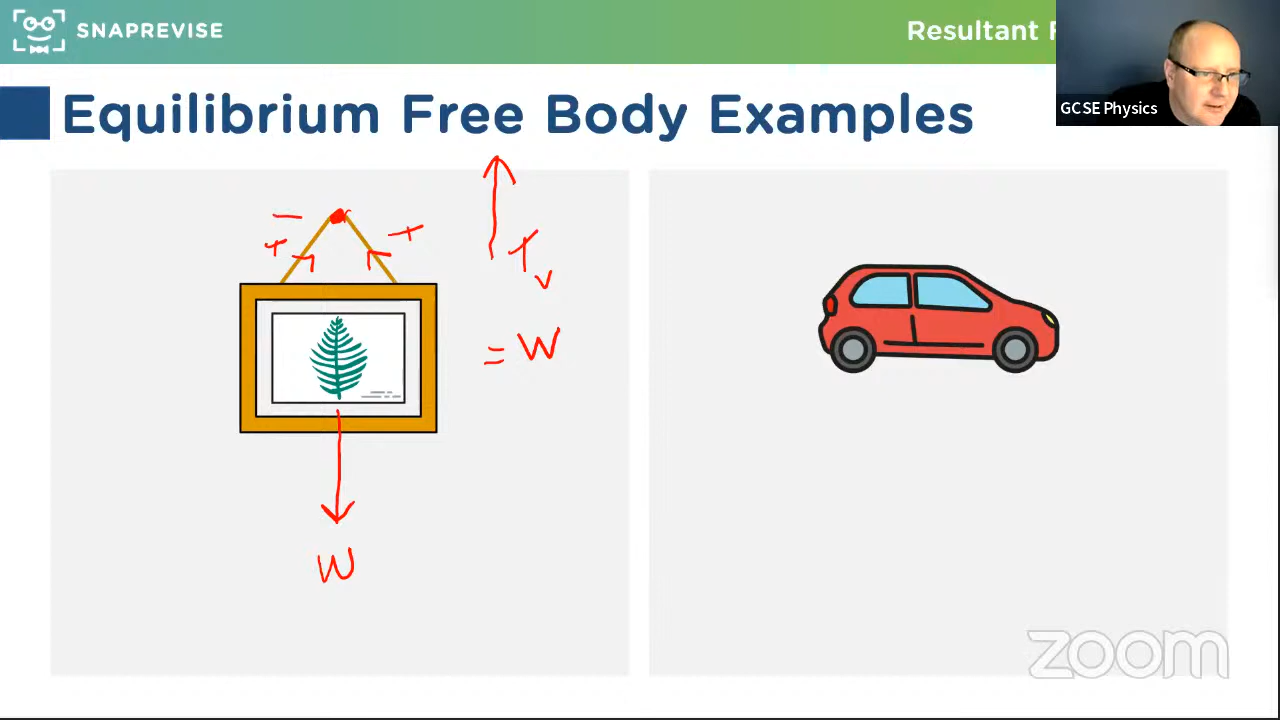 SNAPREVISE
Resultant F
GCSE Physics
Equilibrium Free Body Examples
T
T
Tv
= W
W
zoom